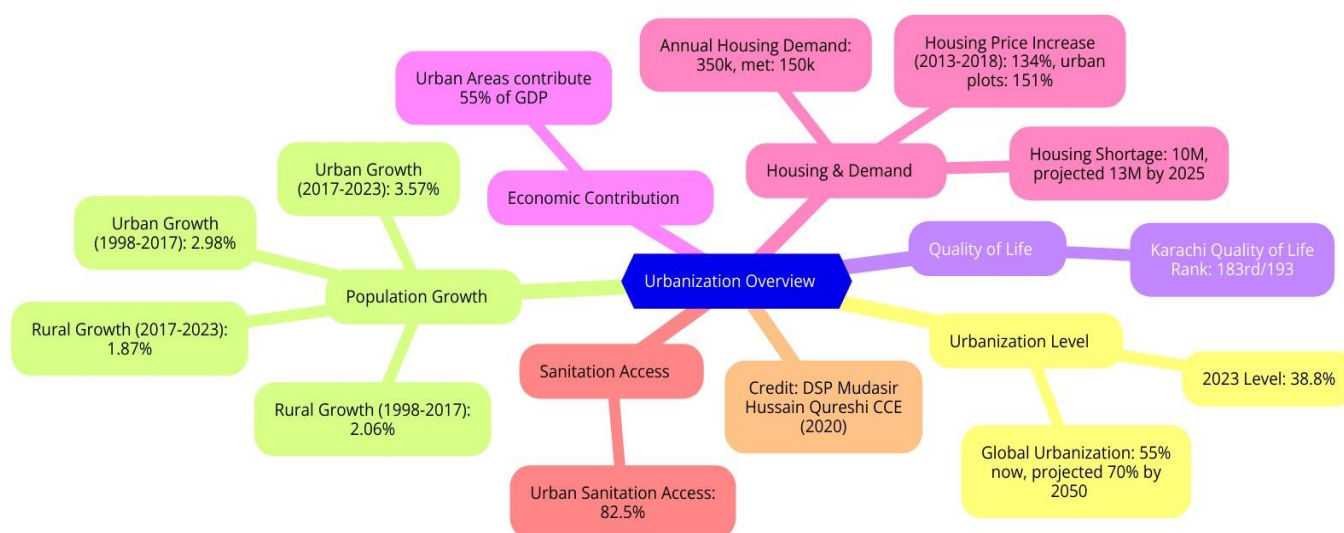 Urbanization Overview
Housing & Demand
Annual Housing Demand:
350k, met: 150k
Housing Price Increase
(2013-2018): 134%, urban
plots: 151%
Housing Shortage: 10M,
projected 13M by 2025
Quality of Life
Karachi Quality of Life
Rank: 183rd/193
Urbanization Level
2023 Level: 38.8%
Global Urbanization: 55%
now, projected 70% by
2050
Credit: DSP Mudasir
Hussain Qureshi CCE
(2020)
Sanitation Access
Urban Sanitation Access:
82.5%
Population Growth
Urban Growth
(2017-2023): 3.57%
Urban Growth
(1998-2017): 2.98%
Rural Growth (2017-2023):
1.87%
Rural Growth (1998-2017):
2.06%
Economic Contribution
Urban Areas contribute
55% of GDP